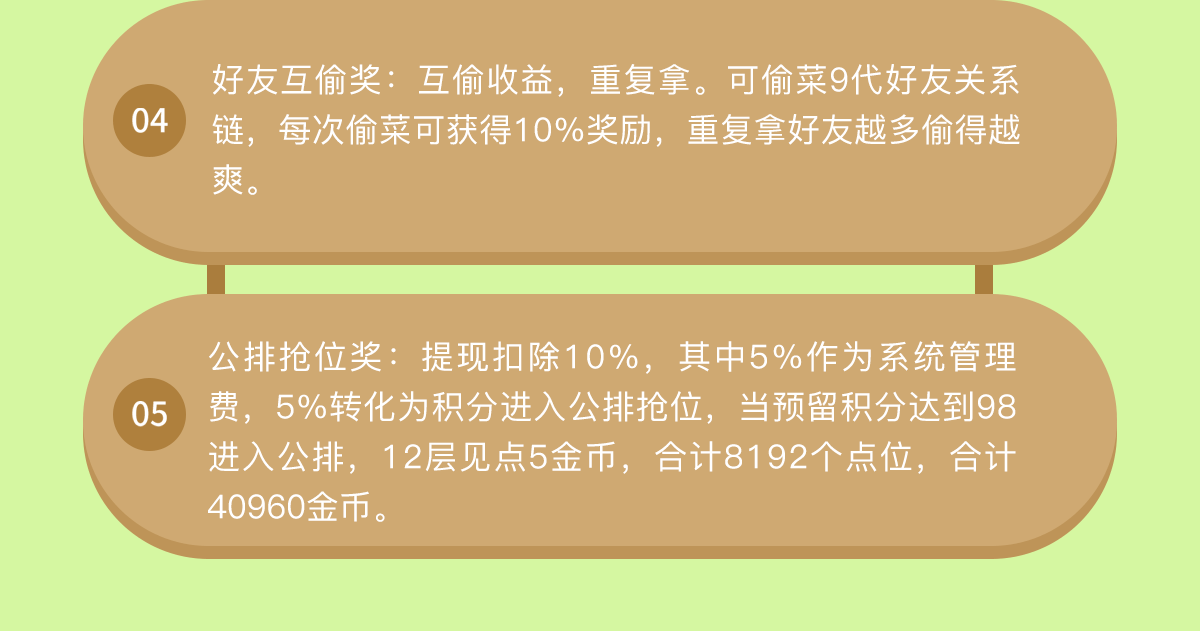 04
好友互偷奖：互偷收益，重复拿。可偷菜9代好友关系
链，每次偷菜可获得10%奖励，重复拿好友越多偷得越
爽。
05
公排抢位奖：提现扣除10%，其中5%作为系统管理
费，5%转化为积分进入公排抢位，当预留积分达到98
进入公排，12层见点5金币，合计8192个点位，合计
40960金币。